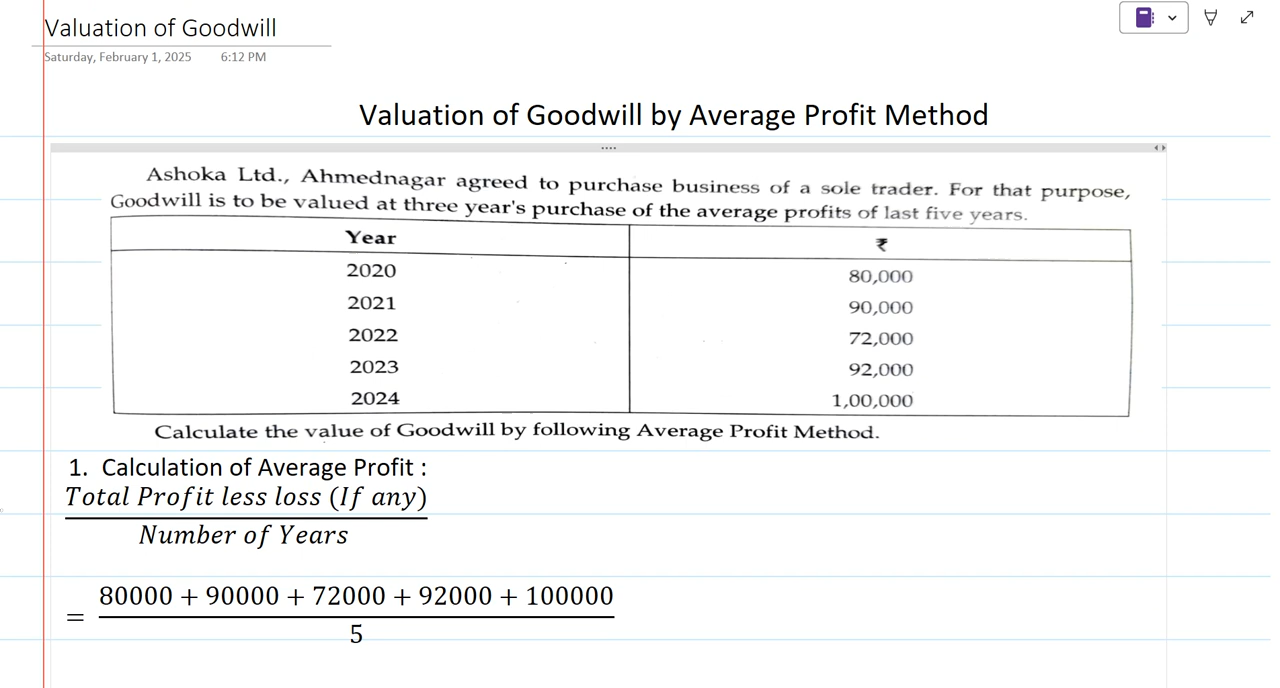 Valuation of Goodwill
Saturday, February 1, 2025 6:12 PM
Valuation of Goodwill by Average Profit Method
Ashoka Ltd., Ahmednagar agreed to purchase business of a sole trader. For that purpose,
Goodwill is to be valued at three year's purchase of the average profits of last five years.
Year ₹
2020 80,000
2021 90,000
2022 72,000
2023 92,000
2024 1,00,000
Calculate the value of Goodwill by following Average Profit Method.
1. Calculation of Average Profit :
Total Profit less loss (If any)
Number of Years
= 80000 + 90000 + 72000 + 92000 + 100000
5